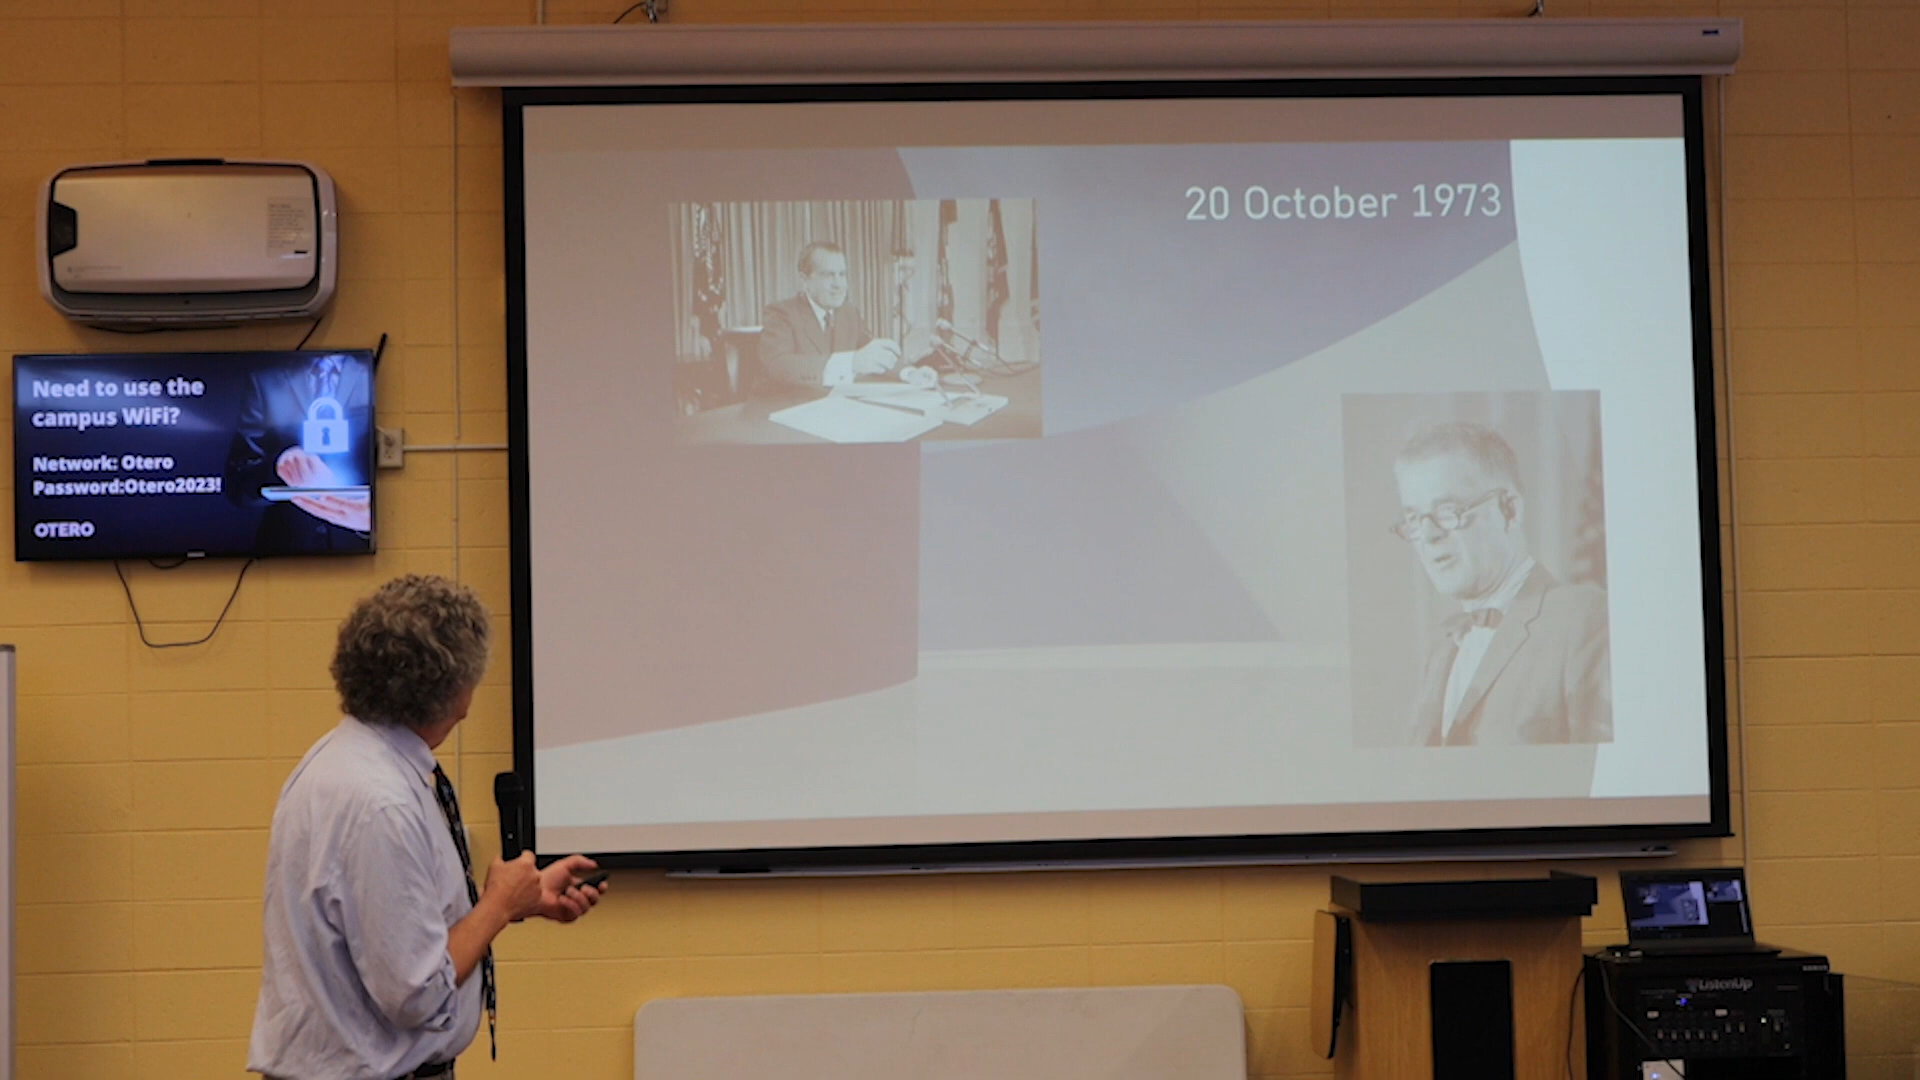 20 October 1973
Need to use the
campus WiFi?
Network: Otero
Password:Otero2023!
OTERO
ListenUp